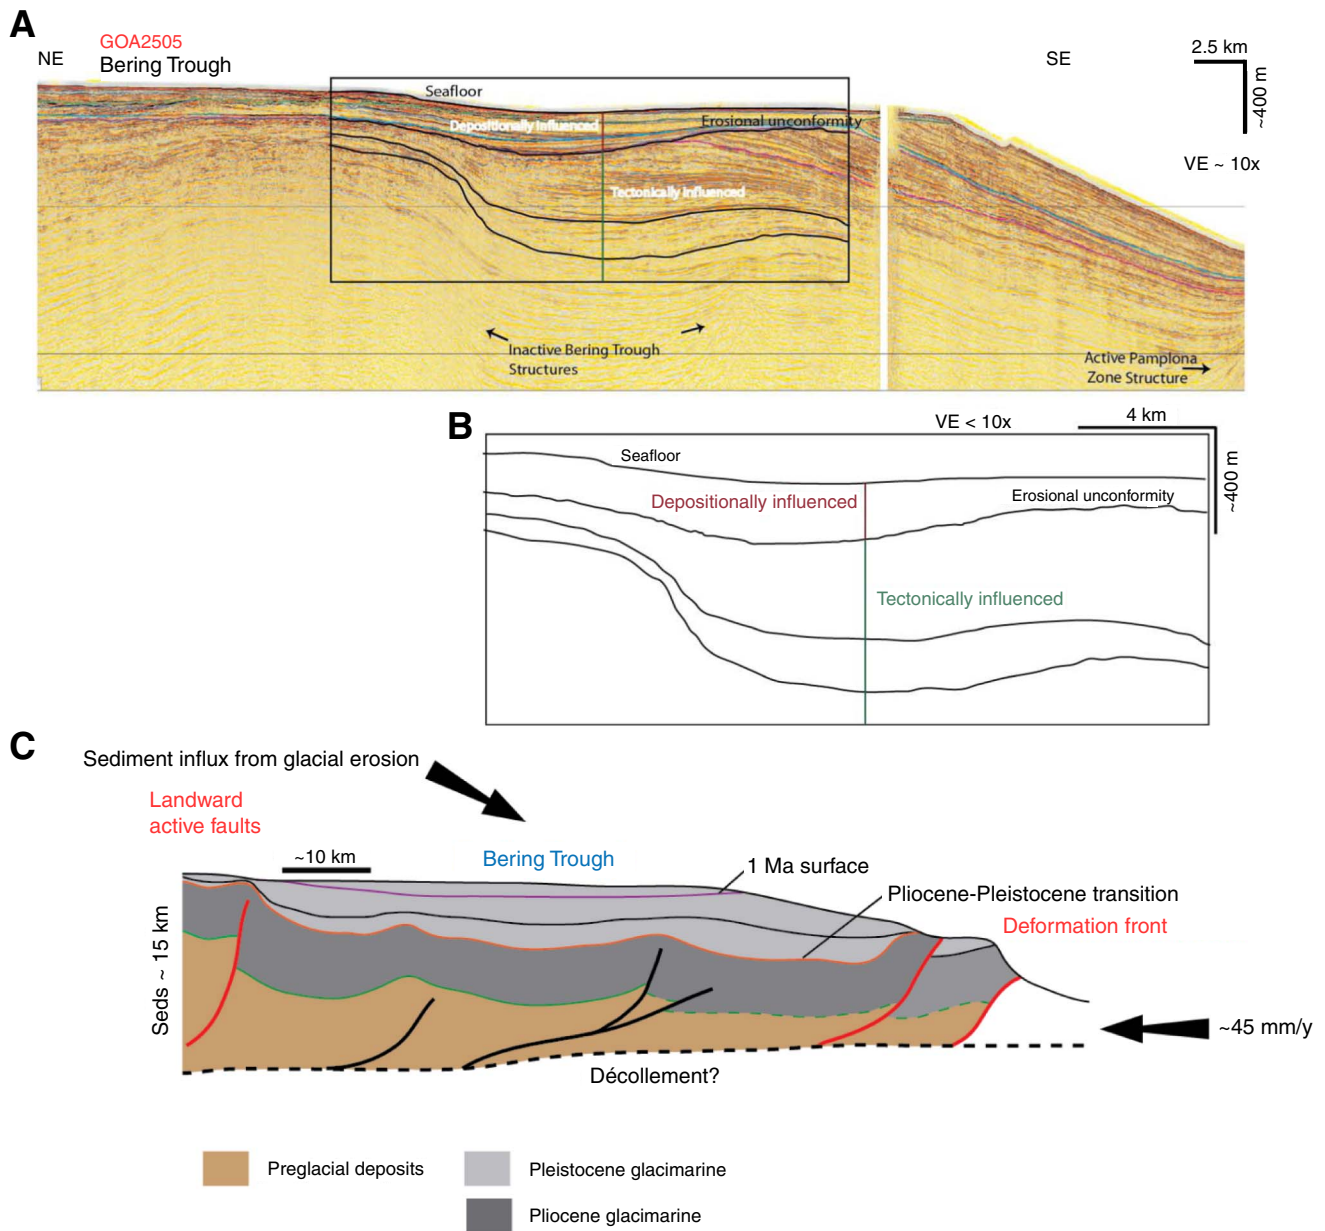 A
GOA2505
NE
Bering Trough
SE
2.5 km
~400 m
VE ~ 10x
Seafloor
Depositionally influenced
Erosional unconformity
Tectonically influenced
Inactive Bering Trough
Structures
Active Pamplona
Zone Structure
B
VE < 10x
4 km
~400 m
Seafloor
Depositionally influenced
Erosional unconformity
Tectonically influenced
C
Sediment influx from glacial erosion
Landward
active faults
~10 km
Bering Trough
1 Ma surface
Pliocene-Pleistocene transition
Deformation front
Seds ~ 15 km
~45 mm/y
Décollement?
Preglacial deposits
Pleistocene glacimarine
Pliocene glacimarine